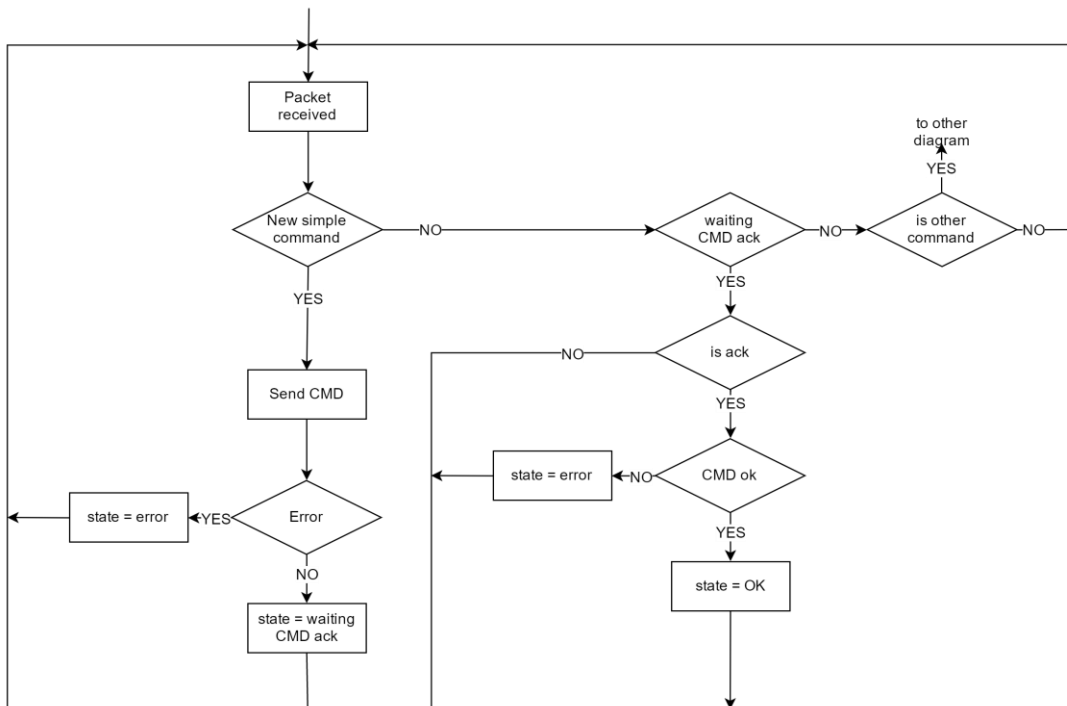 Packet
received
to other
diagram
YES
New simple
command
NO
waiting
CMD ack
NO
is other
command
NO
YES
YES
is ack
NO
YES
Send CMD
CMD ok
NO
state = error
YES
Error
YES
state = error
NO
state = OK
state = waiting
CMD ack